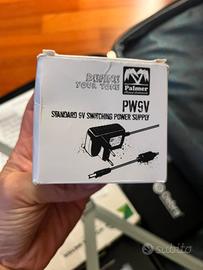 DEFINE
YOUR TONE
Palmer
PW9V
STANDARD 9V SWITCHING POWER SUPPLY
subito